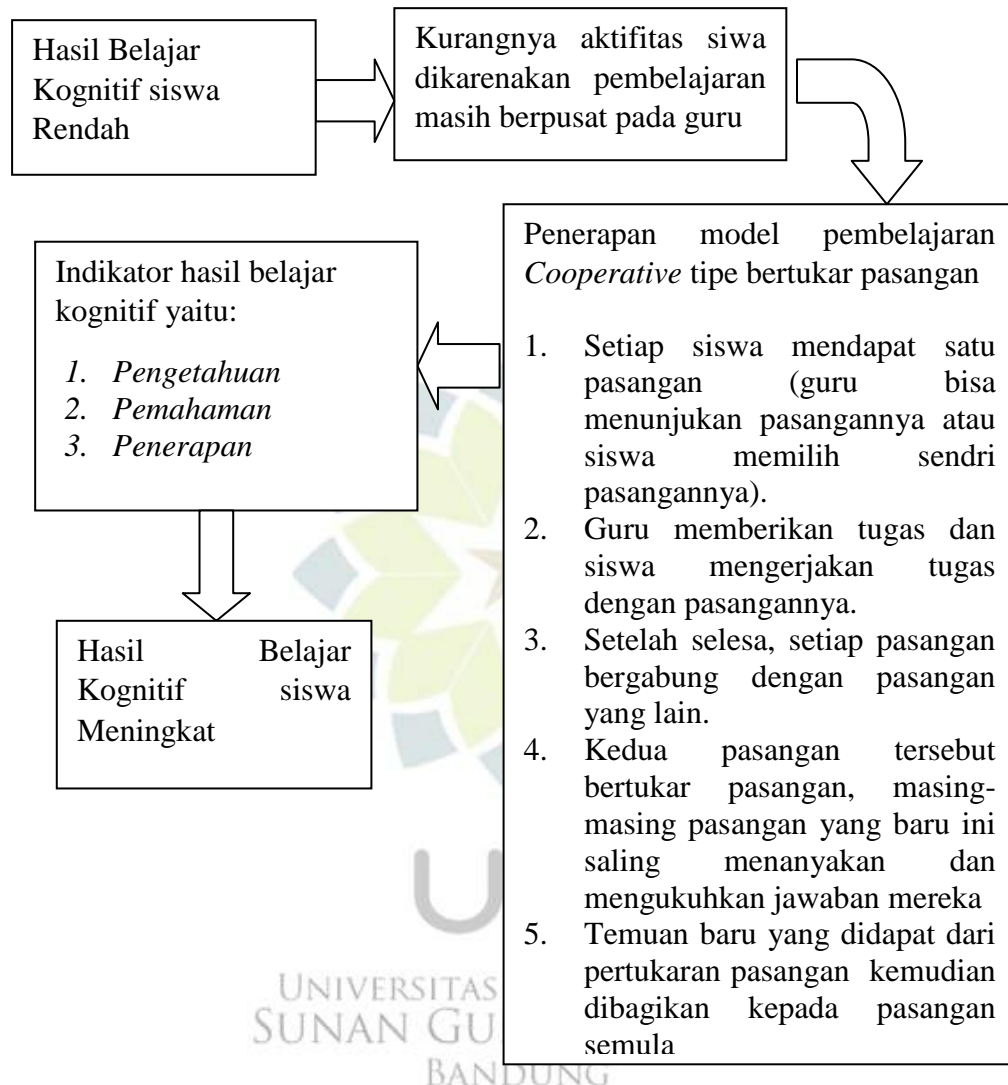 Hasil Belajar
Kognitif siswa
Rendah
Kurangnya aktifitas siwa
dikarenakan pembelajaran
masih berpusat pada guru
Penerapan model pembelajaran
Cooperative tipe bertukar pasangan
1. Setiap siswa mendapat satu
pasangan (guru bisa
menunjukan pasangannya atau
siswa memilih sendri
pasangannya).
2. Guru memberikan tugas dan
siswa mengerjakan tugas
dengan pasangannya.
3. Setelah selesa, setiap pasangan
bergabung dengan pasangan
yang lain.
4. Kedua pasangan tersebut
bertukar pasangan, masing-
masing pasangan yang baru ini
saling menanyakan dan
mengukuhkan jawaban mereka
5. Temuan baru yang didapat dari
pertukaran pasangan kemudian
dibagikan kepada pasangan
semula
Indikator hasil belajar
kognitif yaitu:
1. Pengetahuan
2. Pemahaman
3. Penerapan
Hasil Belajar
Kognitif siswa
Meningkat
UNIVERSITAS
SUNAN GU
BANDUNG